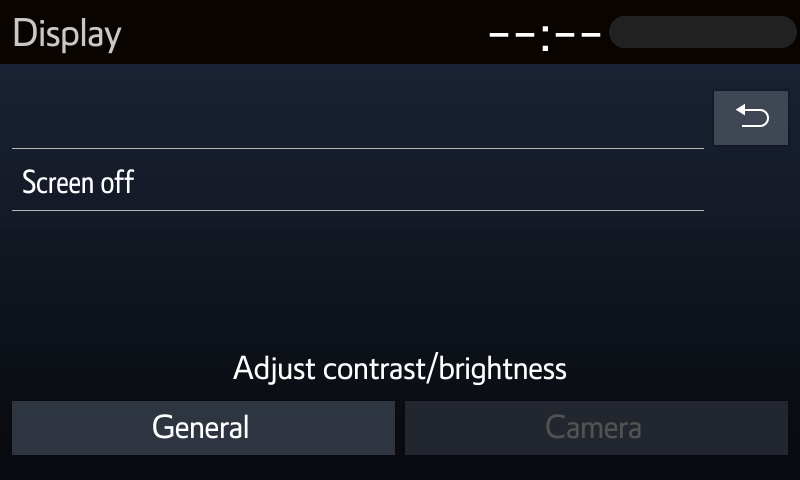 Display --:--
Screen off
Adjust contrast/brightness
General Camera